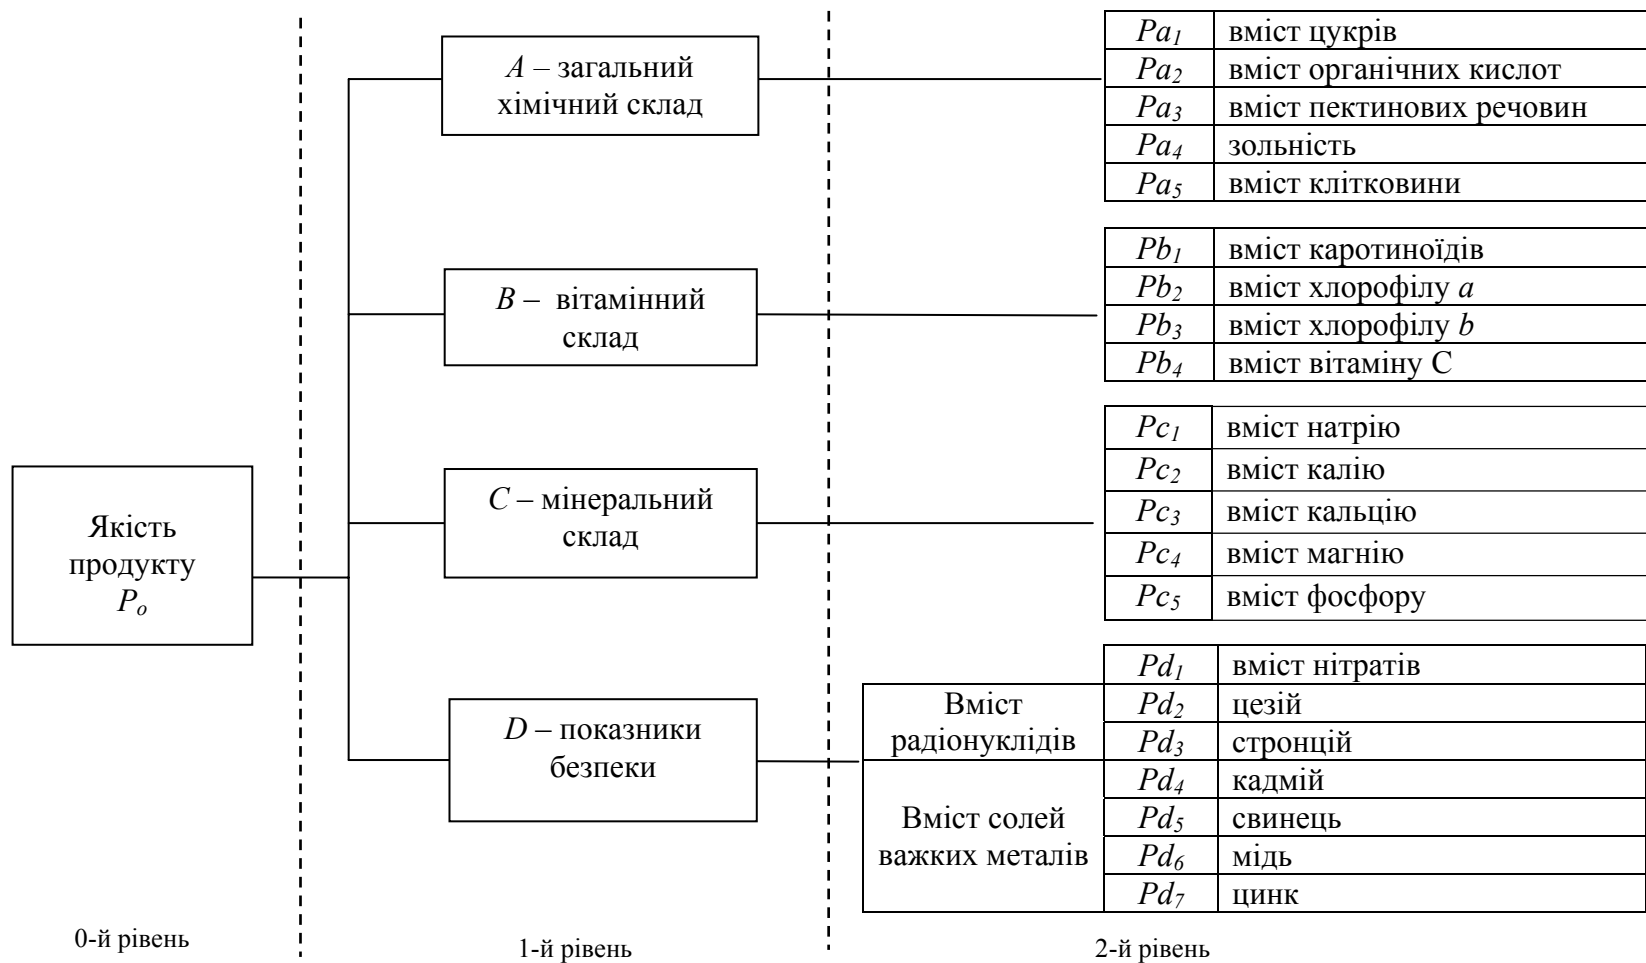 Якість
продукту
Po
A – загальний
хімічний склад
B – вітамінний
склад
C – мінеральний
склад
D – показники
безпеки
Pa1 вміст цукрів
Pa2 вміст органічних кислот
Pa3 вміст пектинових речовин
Pa4 зольність
Pa5 вміст клітковини
Pb1 вміст каротиноїдів
Pb2 вміст хлорофілу a
Pb3 вміст хлорофілу b
Pb4 вміст вітаміну С
Pc1 вміст натрію
Pc2 вміст калію
Pc3 вміст кальцію
Pc4 вміст магнію
Pc5 вміст фосфору
Pd1 вміст нітратів
Вміст
радіонуклідів
Pd2 цезій
Pd3 стронцій
Вміст солей
важких металів
Pd4 кадмій
Pd5 свинець
Pd6 мідь
Pd7 цинк
0-й рівень
1-й рівень
2-й рівень